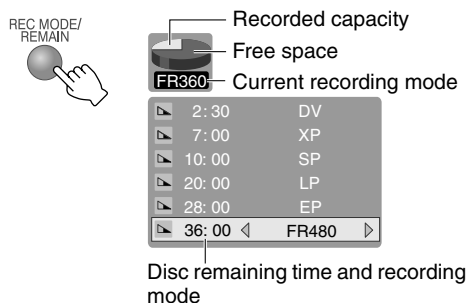 REC MODE/
REMAIN
Recorded capacity
Free space
FR360
Current recording mode
2:30 DV
7:00 XP
10:00 SP
20:00 LP
28:00 EP
36:00 FR480
Disc remaining time and recording
mode